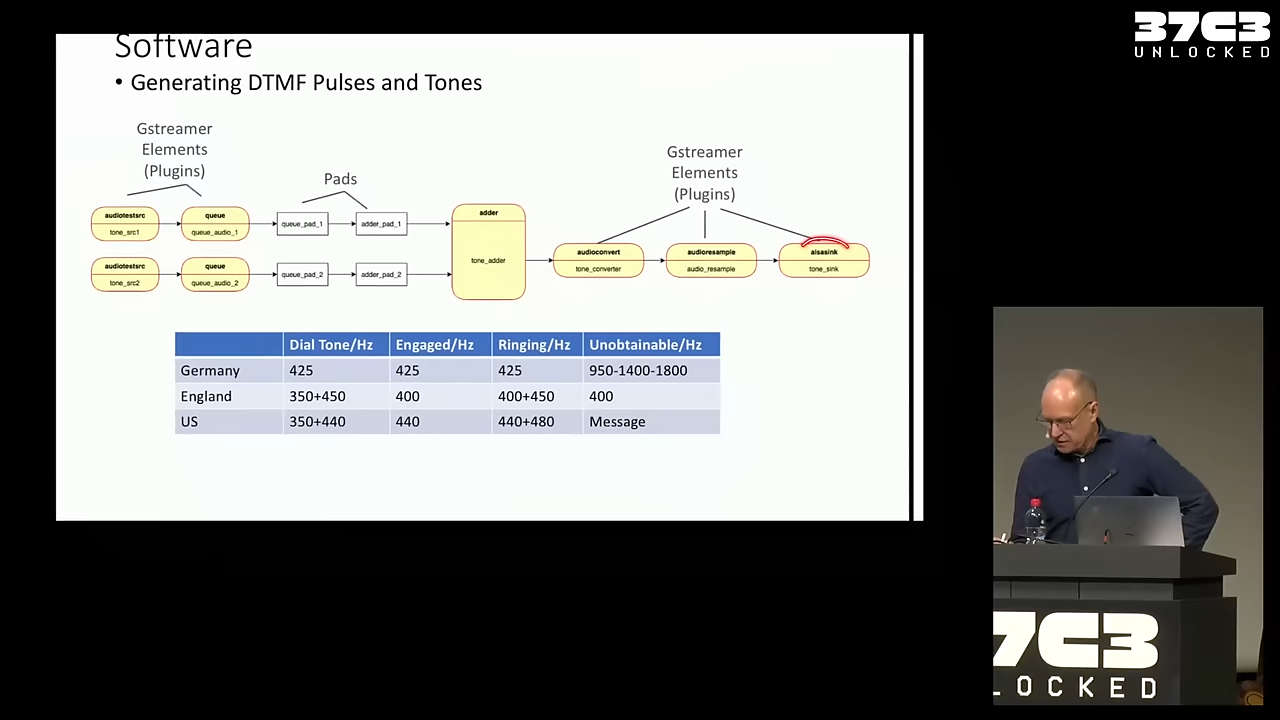 37C3
UNLOCKED
Software
• Generating DTMF Pulses and Tones
Gstreamer
Elements
(Plugins)
Pads
Gstreamer
Elements
(Plugins)
audiotestsrc
tone_src1
queue
queue_audio_1
queue_pad_1
adder_pad_1
audiotestsrc
tone_src2
queue
queue_audio_2
queue_pad_2
adder_pad_2
adder
tone_adder
audioconvert
tone_converter
audioresample
audio_resample
alsasink
tone_sink
Dial Tone/Hz Engaged/Hz Ringing/Hz Unobtainable/Hz
Germany 425 425 425 950-1400-1800
England 350+450 400 400+450 400
US 350+440 440 440+480 Message
7C3
LOCKED